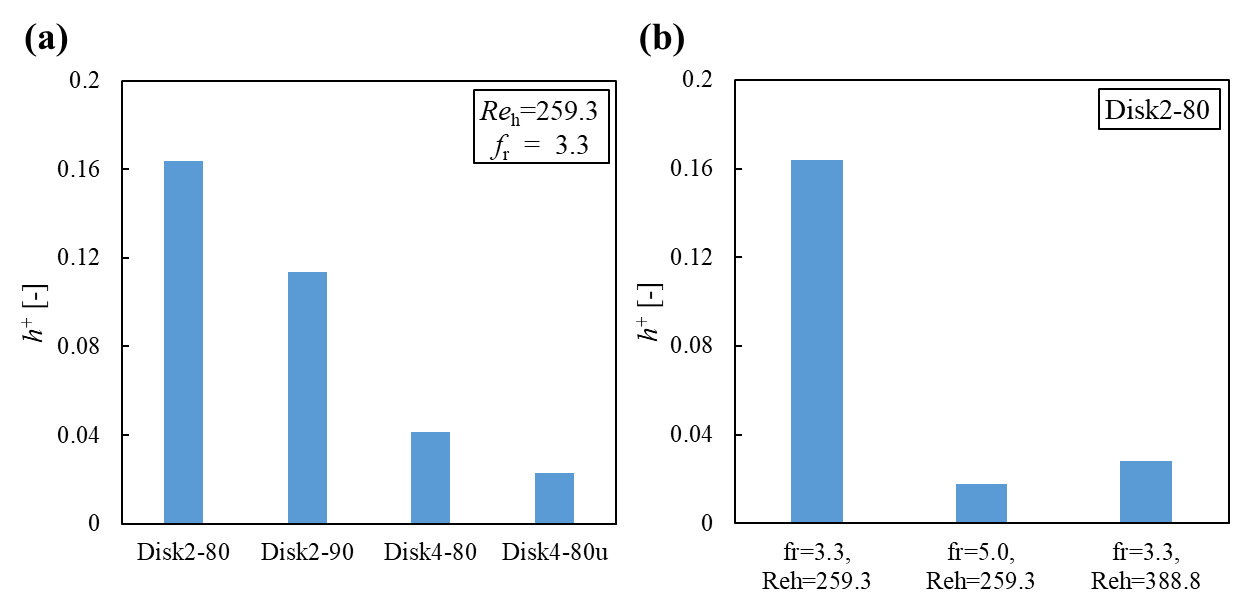 (a)
0.2
0.16
0.12
0.08
0.04
0
h⁺ [-]
Reₕ=259.3
fᵣ = 3.3
Disk2-80
Disk2-90
Disk4-80
Disk4-80u
(b)
0.2
0.16
0.12
0.08
0.04
0
h⁺ [-]
Disk2-80
fr=3.3,
Reh=259.3
fr=5.0,
Reh=259.3
fr=3.3,
Reh=388.8